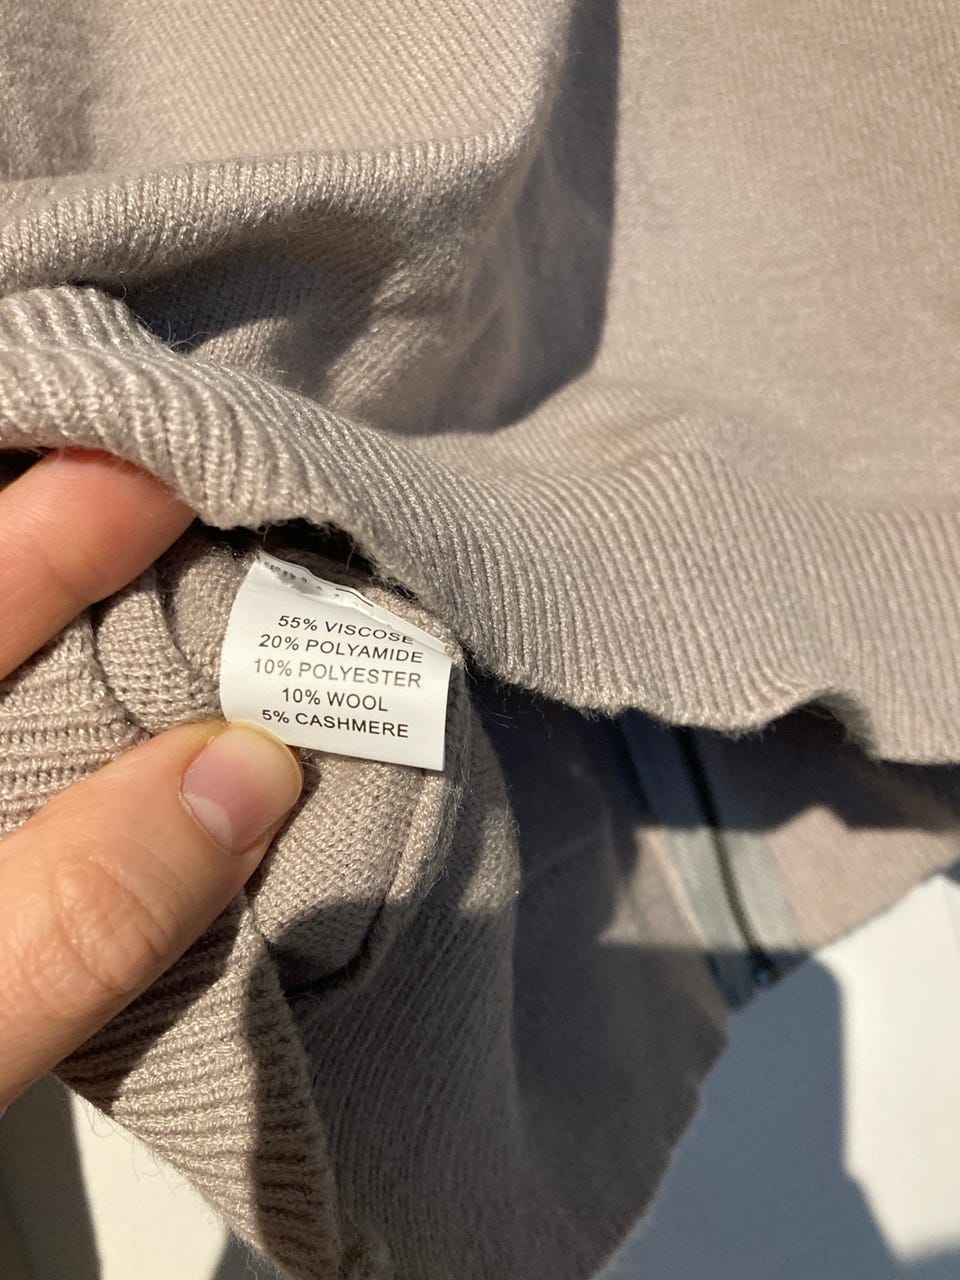 55% VISCOSE
20% POLYAMIDE
10% POLYESTER
10% WOOL
5% CASHMERE